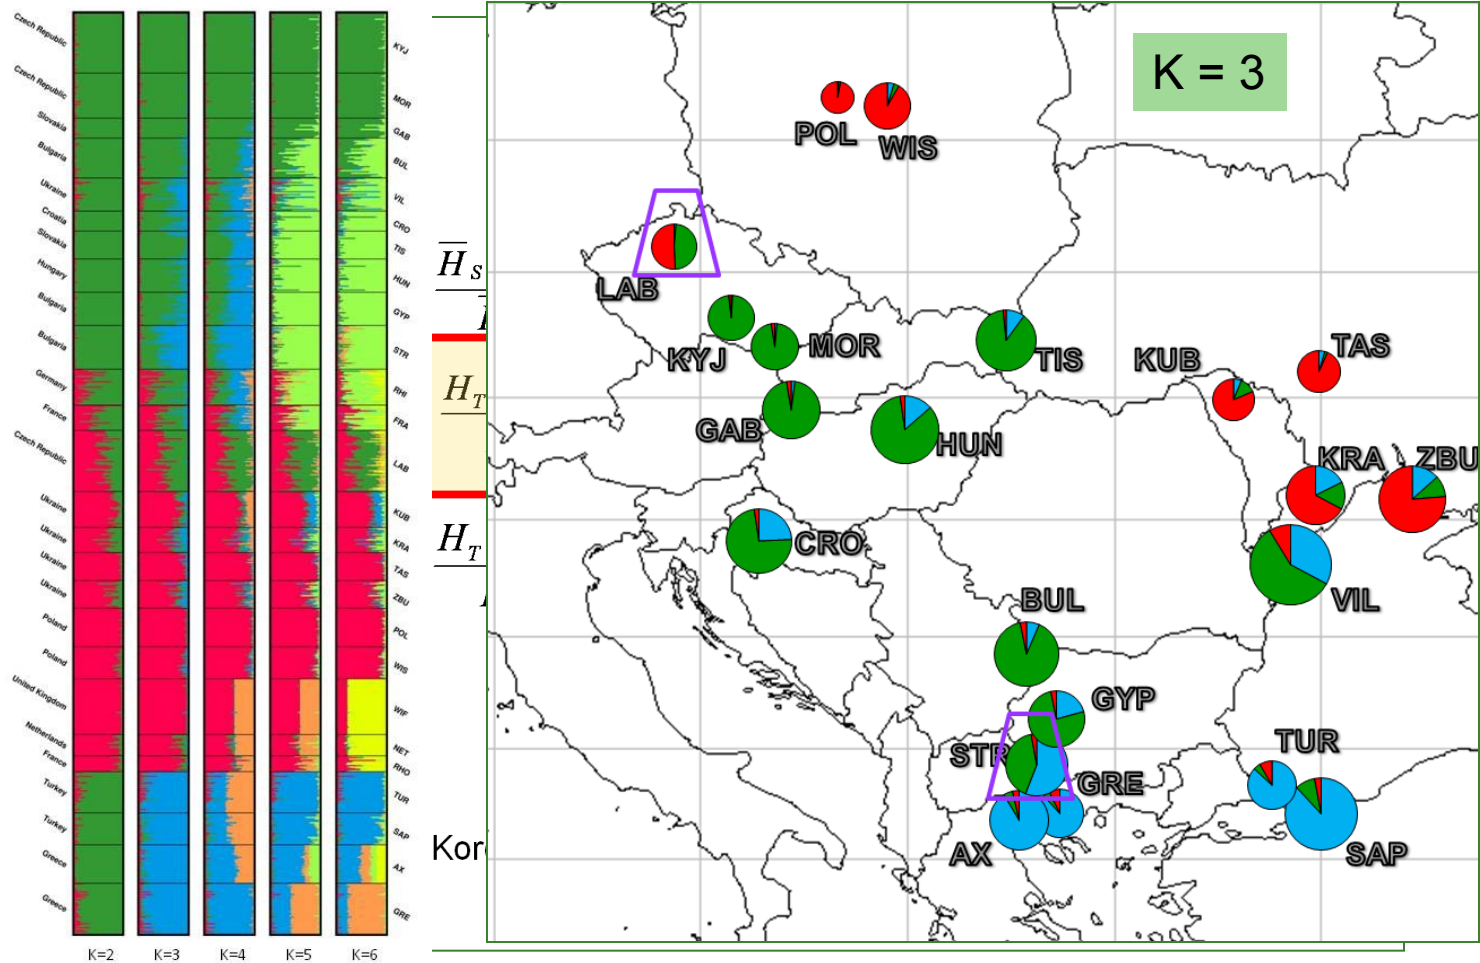 Czech Republic
KYJ
Czech Republic
MOR
Slovakia
GAB
Bulgaria
BUL
Ukraine
VIL
Croatia
CRO
Slovakia
TIS
Hungary
HUN
Bulgaria
GYP
Bulgaria
STR
Germany
RHI
France
FRA
Czech Republic
LAB
Ukraine
KUB
Ukraine
KRA
Ukraine
TAS
Ukraine
ZBU
Poland
POL
Poland
WIS
United Kingdom
WIF
Netherlands
NET
France
RHO
Turkey
TUR
Turkey
SAP
Greece
AX
Greece
GRE
K=2 K=3 K=4 K=5 K=6
H S
H T
H T
Kor
K = 3
POL
WIS
LAB
KYJ
MOR
TIS
KUB
TAS
GAB
HUN
KRA
ZBU
CRO
VIL
BUL
GYP
STR
GRE
TUR
AX
SAP